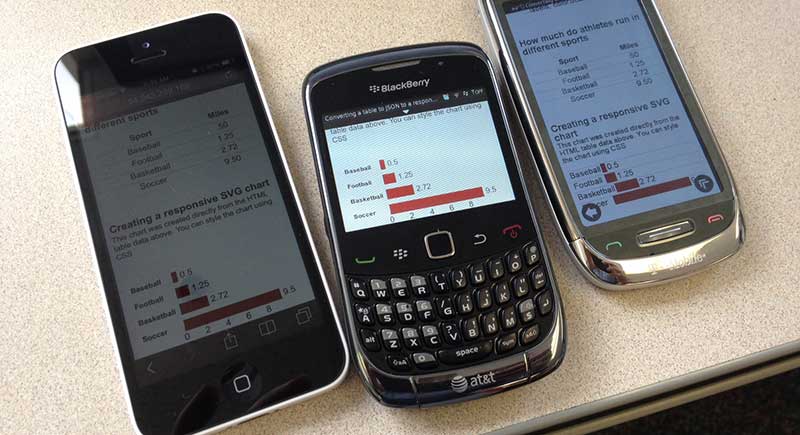 different sports
Sport Miles
Baseball 50
Football 1.25
Basketball 2.72
Soccer 9.50
Creating a responsive SVG chart
This chart was created directly from the HTML
table data above. You can style the chart using
CSS
Baseball 0.5
Football 1.25
Basketball 2.72
Soccer
0 2 4 6 8
9.5
BlackBerry
Converting a table to JSON to a respon...
table data above. You can style the chart using
CSS
Baseball 0.5
Football 1.25
Basketball 2.72
Soccer 9.5
0 2 4 6 8
Q W E R T Y U I O P
A S D F G H J K L
Z X C V B N M
alt
space
sym
at&t
How much do athletes run in
different sports
Sport Miles
Baseball 50
Football 1.25
Basketball 2.72
Soccer 9.50
Creating a responsive SVG
chart
This chart was created directly from the
HTML table data above. You can style
the chart using CSS
Baseball 0.5
Football 1.25
Basketball 2.72